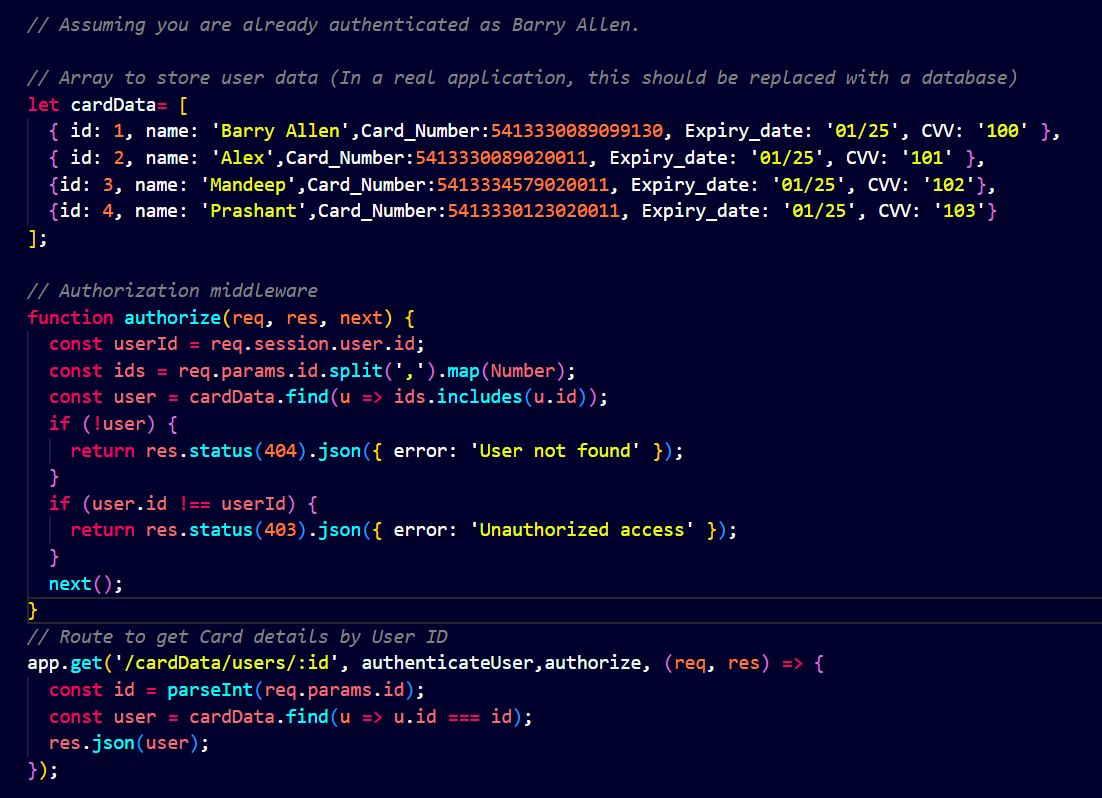 // Assuming you are already authenticated as Barry Allen.
// Array to store user data (In a real application, this should be replaced with a database)
let cardData= [
  { id: 1, name: 'Barry Allen',Card_Number:5413330089099130, Expiry_date: '01/25', CVV: '100' },
  { id: 2, name: 'Alex',Card_Number:5413330089020011, Expiry_date: '01/25', CVV: '101' },
  {id: 3, name: 'Mandeep',Card_Number:5413334579020011, Expiry_date: '01/25', CVV: '102'},
  {id: 4, name: 'Prashant',Card_Number:5413330123020011, Expiry_date: '01/25', CVV: '103'}
];
// Authorization middleware
function authorize(req, res, next) {
  const userId = req.session.user.id;
  const ids = req.params.id.split(',').map(Number);
  const user = cardData.find(u => ids.includes(u.id));
  if (!user) {
    return res.status(404).json({ error: 'User not found' });
  }
  if (user.id !== userId) {
    return res.status(403).json({ error: 'Unauthorized access' });
  }
  next();
}
// Route to get Card details by User ID
app.get('/cardData/users/:id', authenticateUser,authorize, (req, res) => {
  const id = parseInt(req.params.id);
  const user = cardData.find(u => u.id === id);
  res.json(user);
});